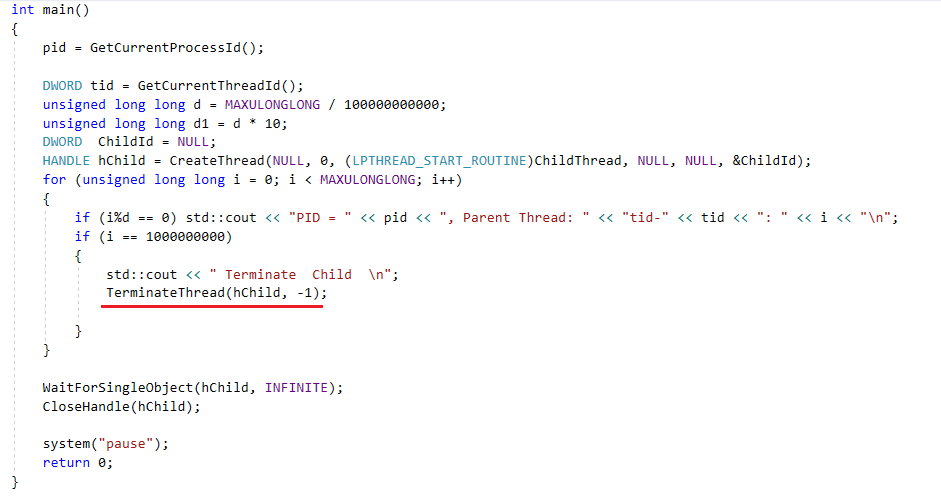 int main()
{
    pid = GetCurrentProcessId();
    DWORD tid = GetCurrentThreadId();
    unsigned long long d = MAXULONGLONG / 100000000000;
    unsigned long long d1 = d * 10;
    DWORD  ChildId = NULL;
    HANDLE hChild = CreateThread(NULL, 0, (LPTHREAD_START_ROUTINE)ChildThread, NULL, NULL, &ChildId);
    for (unsigned long long i = 0; i < MAXULONGLONG; i++)
    {
        if (i%d == 0) std::cout << "PID = " << pid << ", Parent Thread: " << "tid-" << tid << ": " << i << "\n";
        if (i == 1000000000)
        {
            std::cout << " Terminate  Child  \n";
            TerminateThread(hChild, -1);
        }
    }
    WaitForSingleObject(hChild, INFINITE);
    CloseHandle(hChild);
    system("pause");
    return 0;
}